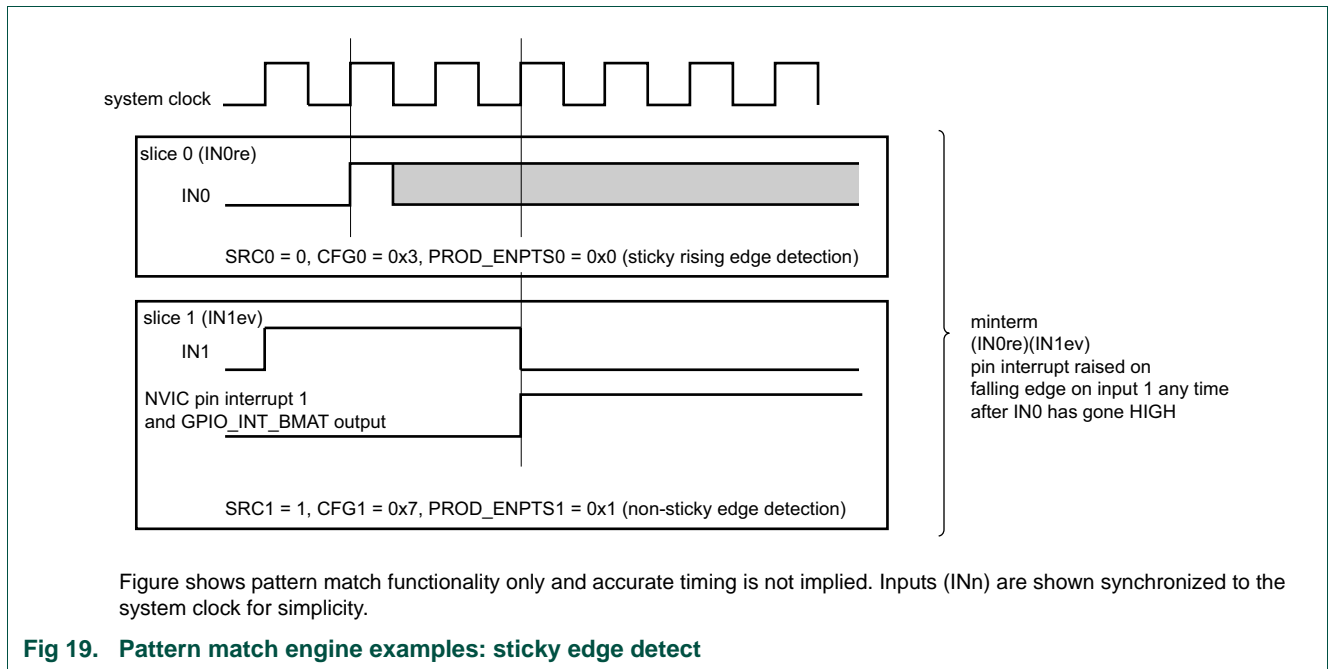 system clock
slice 0 (IN0re)
IN0
SRC0 = 0, CFG0 = 0x3, PROD_ENPTS0 = 0x0 (sticky rising edge detection)
slice 1 (IN1ev)
IN1
NVIC pin interrupt 1
and GPIO_INT_BMAT output
SRC1 = 1, CFG1 = 0x7, PROD_ENPTS1 = 0x1 (non-sticky edge detection)
minterm
(IN0re)(IN1ev)
pin interrupt raised on
falling edge on input 1 any time
after IN0 has gone HIGH
Figure shows pattern match functionality only and accurate timing is not implied. Inputs (INn) are shown synchronized to the
system clock for simplicity.
Fig 19. Pattern match engine examples: sticky edge detect